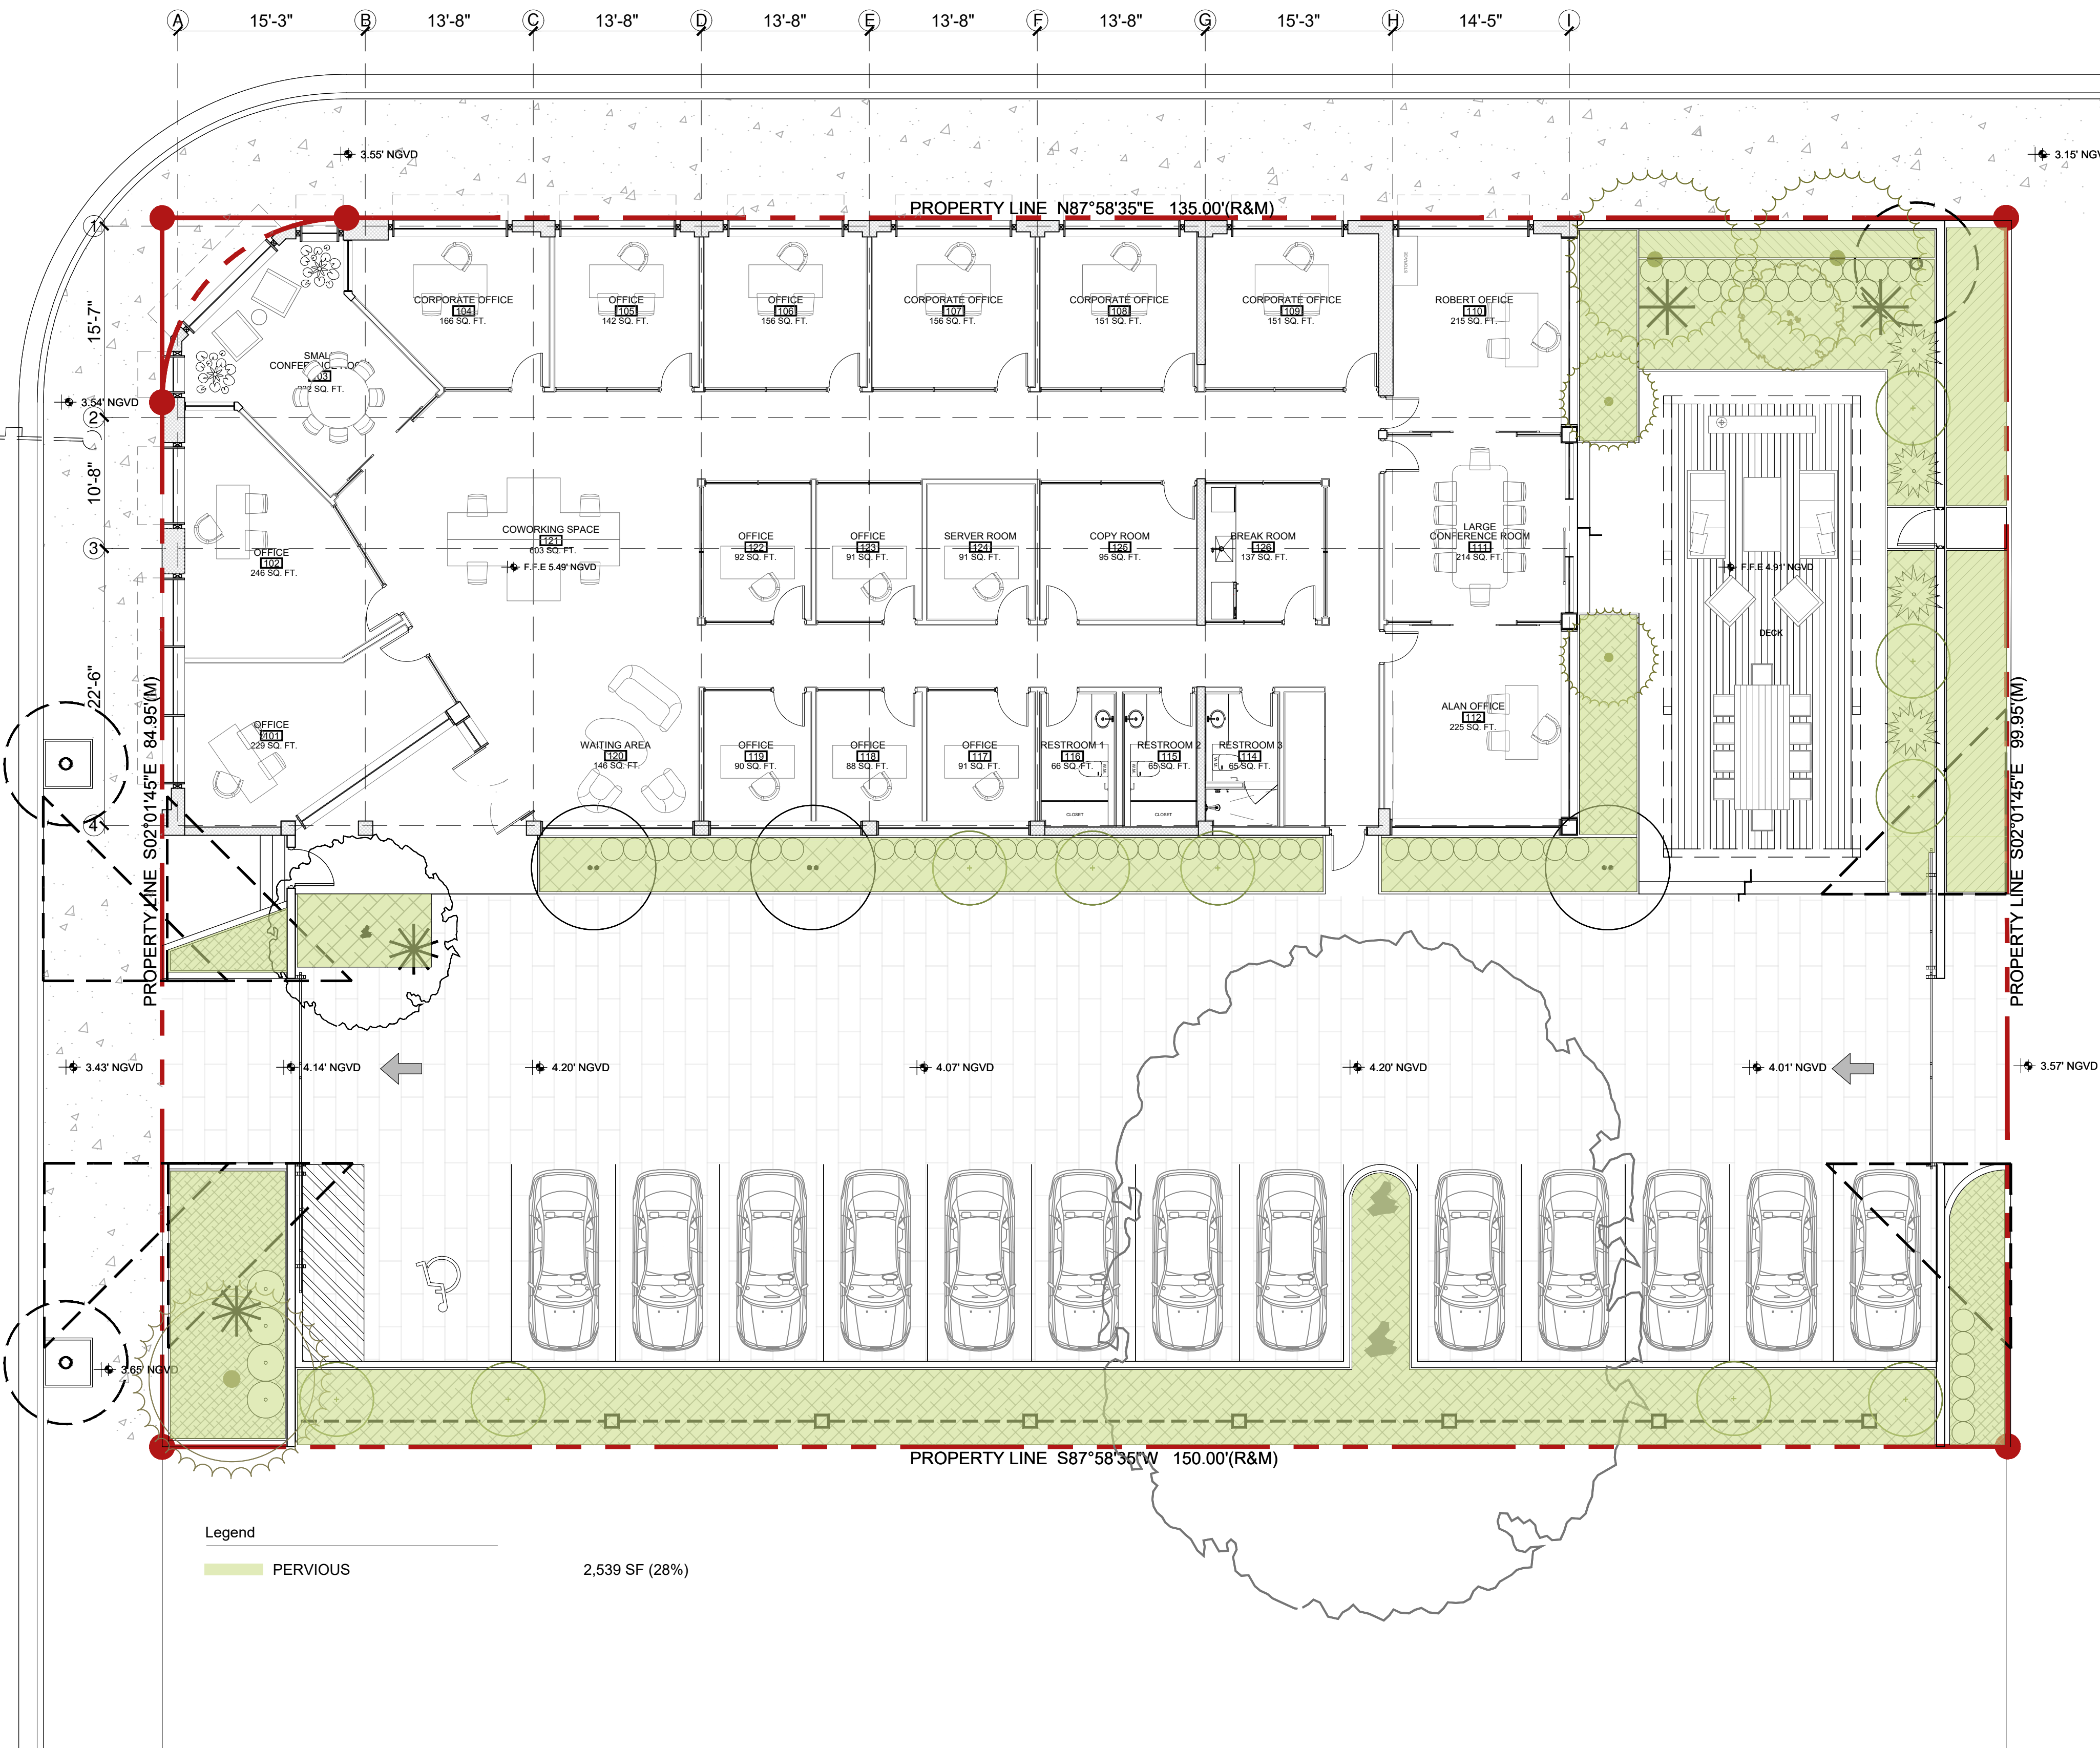 A 15'-3" B 13'-8" C 13'-8" D 13'-8" E 13'-8" F 13'-8" G 15'-3" H 14'-5" I
3.55' NGVD
3.15' NGV
PROPERTY LINE N87°58'35"E 135.00'(R&M)
1
15'-7"
STORAGE
CORPORATE OFFICE
104
166 SQ. FT.
OFFICE
105
142 SQ. FT.
OFFICE
106
156 SQ. FT.
CORPORATE OFFICE
107
156 SQ. FT.
CORPORATE OFFICE
108
151 SQ. FT.
CORPORATE OFFICE
109
151 SQ. FT.
ROBERT OFFICE
110
215 SQ. FT.
SQ. FT.
3.54' NGVD
2
10'-8"
3
OFFICE
102
246 SQ. FT.
COWORKING SPACE
121
603 SQ. FT.
F.F.E 5.49' NGVD
OFFICE
122
92 SQ. FT.
OFFICE
123
91 SQ. FT.
SERVER ROOM
124
91 SQ. FT.
COPY ROOM
125
95 SQ. FT.
BREAK ROOM
126
137 SQ. FT.
LARGE
CONFERENCE ROOM
111
214 SQ. FT.
F.F.E 4.91' NGVD
DECK
22'-6"
OFFICE
101
229 SQ. FT.
WAITING AREA
120
146 SQ. FT.
OFFICE
119
90 SQ. FT.
OFFICE
118
88 SQ. FT.
OFFICE
117
91 SQ. FT.
RESTROOM 1
116
66 SQ. FT.
CLOSET
RESTROOM 2
115
65 SQ. FT.
CLOSET
RESTROOM 3
114
65 SQ. FT.
ALAN OFFICE
112
225 SQ. FT.
4
PROPERTY LINE S02°01'45"E 84.95'(M)
PROPERTY LINE S02°01'45"E 99.95'(M)
3.43' NGVD
4.14' NGVD
4.20' NGVD
4.07' NGVD
4.20' NGVD
4.01' NGVD
3.57' NGVD
3.65' NGVD
PROPERTY LINE S87°58'35"W 150.00'(R&M)
Legend
PERVIOUS 2,539 SF (28%)